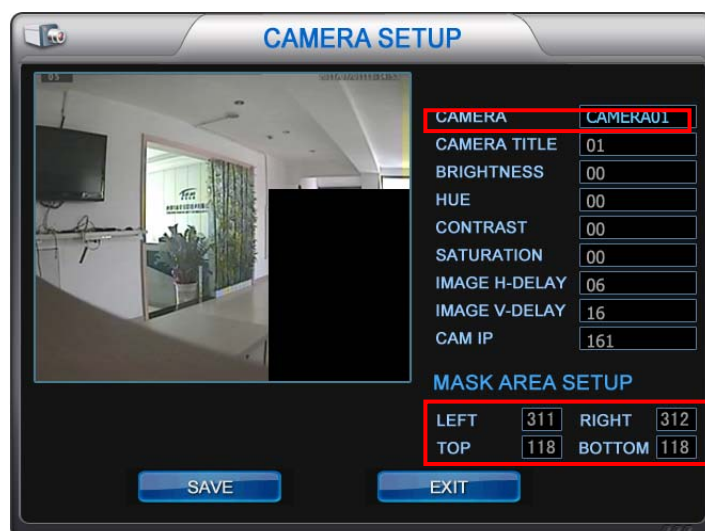 CAMERA SETUP
05
CAMERA CAMERA01
CAMERA TITLE 01
BRIGHTNESS 00
HUE 00
CONTRAST 00
SATURATION 00
IMAGE H-DELAY 06
IMAGE V-DELAY 16
CAM IP 161
MASK AREA SETUP
LEFT 311 RIGHT 312
TOP 118 BOTTOM 118
SAVE EXIT